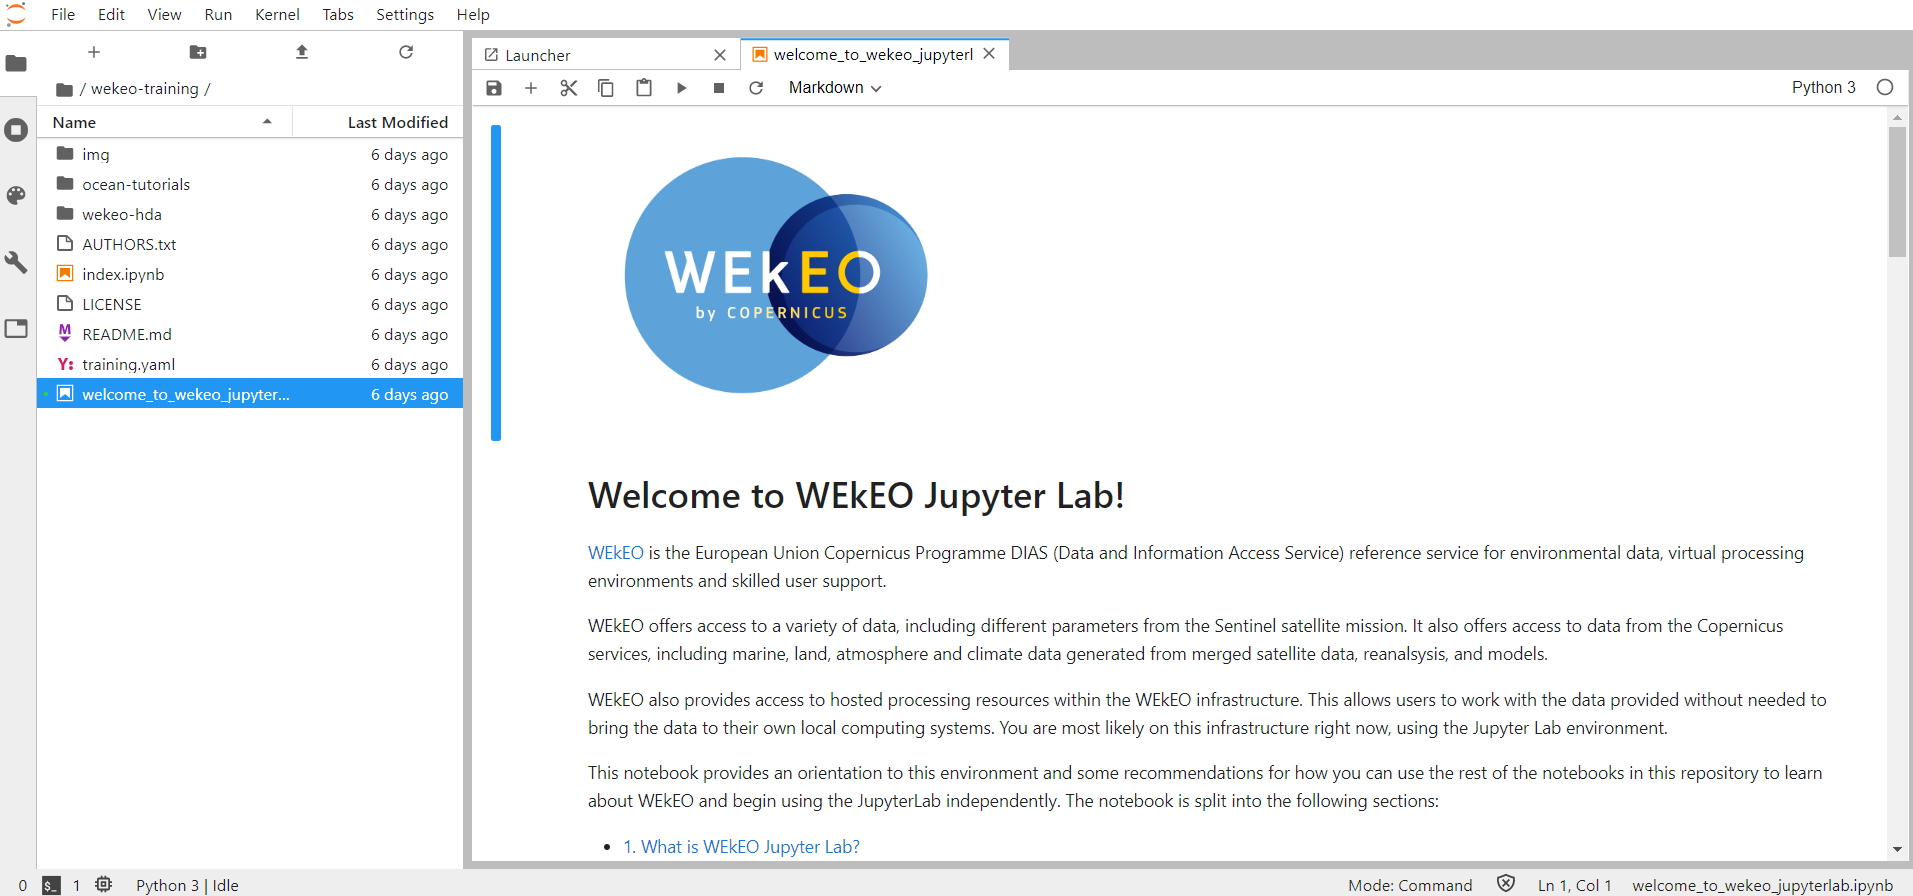 File Edit View Run Kernel Tabs Settings Help
/ wekeo-training /
Name Last Modified
img 6 days ago
ocean-tutorials 6 days ago
wekeo-hda 6 days ago
AUTHORS.txt 6 days ago
index.ipynb 6 days ago
LICENSE 6 days ago
M README.md 6 days ago
Y: training.yaml 6 days ago
welcome_to_wekeo_jupyter... 6 days ago
Launcher
welcome_to_wekeo_jupyterl
Markdown
Python 3
WEkEO
by COPERNICUS
Welcome to WEkEO Jupyter Lab!
WEkEO is the European Union Copernicus Programme DIAS (Data and Information Access Service) reference service for environmental data, virtual processing
environments and skilled user support.
WEkEO offers access to a variety of data, including different parameters from the Sentinel satellite mission. It also offers access to data from the Copernicus
services, including marine, land, atmosphere and climate data generated from merged satellite data, reanalsysis, and models.
WEkEO also provides access to hosted processing resources within the WEkEO infrastructure. This allows users to work with the data provided without needed to
bring the data to their own local computing systems. You are most likely on this infrastructure right now, using the Jupyter Lab environment.
This notebook provides an orientation to this environment and some recommendations for how you can use the rest of the notebooks in this repository to learn
about WEkEO and begin using the JupyterLab independently. The notebook is split into the following sections:
• 1. What is WEkEO Jupyter Lab?
0 $_ 1 Python 3 | Idle
Mode: Command Ln 1, Col 1 welcome_to_wekeo_jupyterlab.ipynb